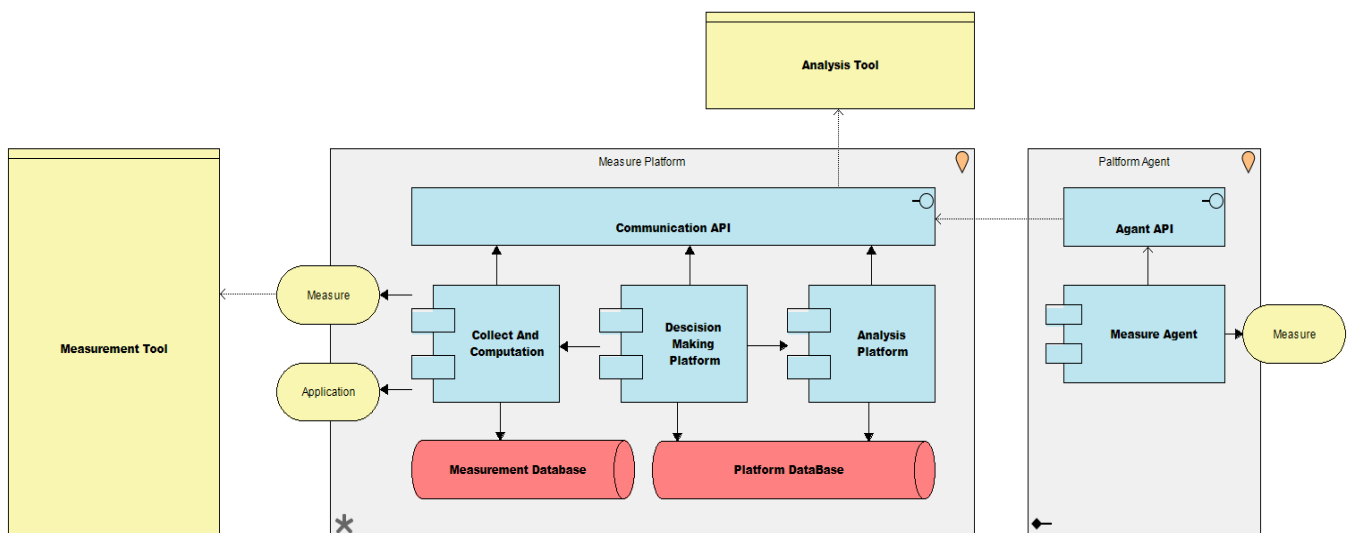 Analysis Tool
Measure Platform
Paltform Agent
Communication API
Agant API
Measure
Collect And
Computation
Descision
Making
Platform
Analysis
Platform
Measure Agent
Measure
Measurement Tool
Application
Measurement Database
Platform DataBase